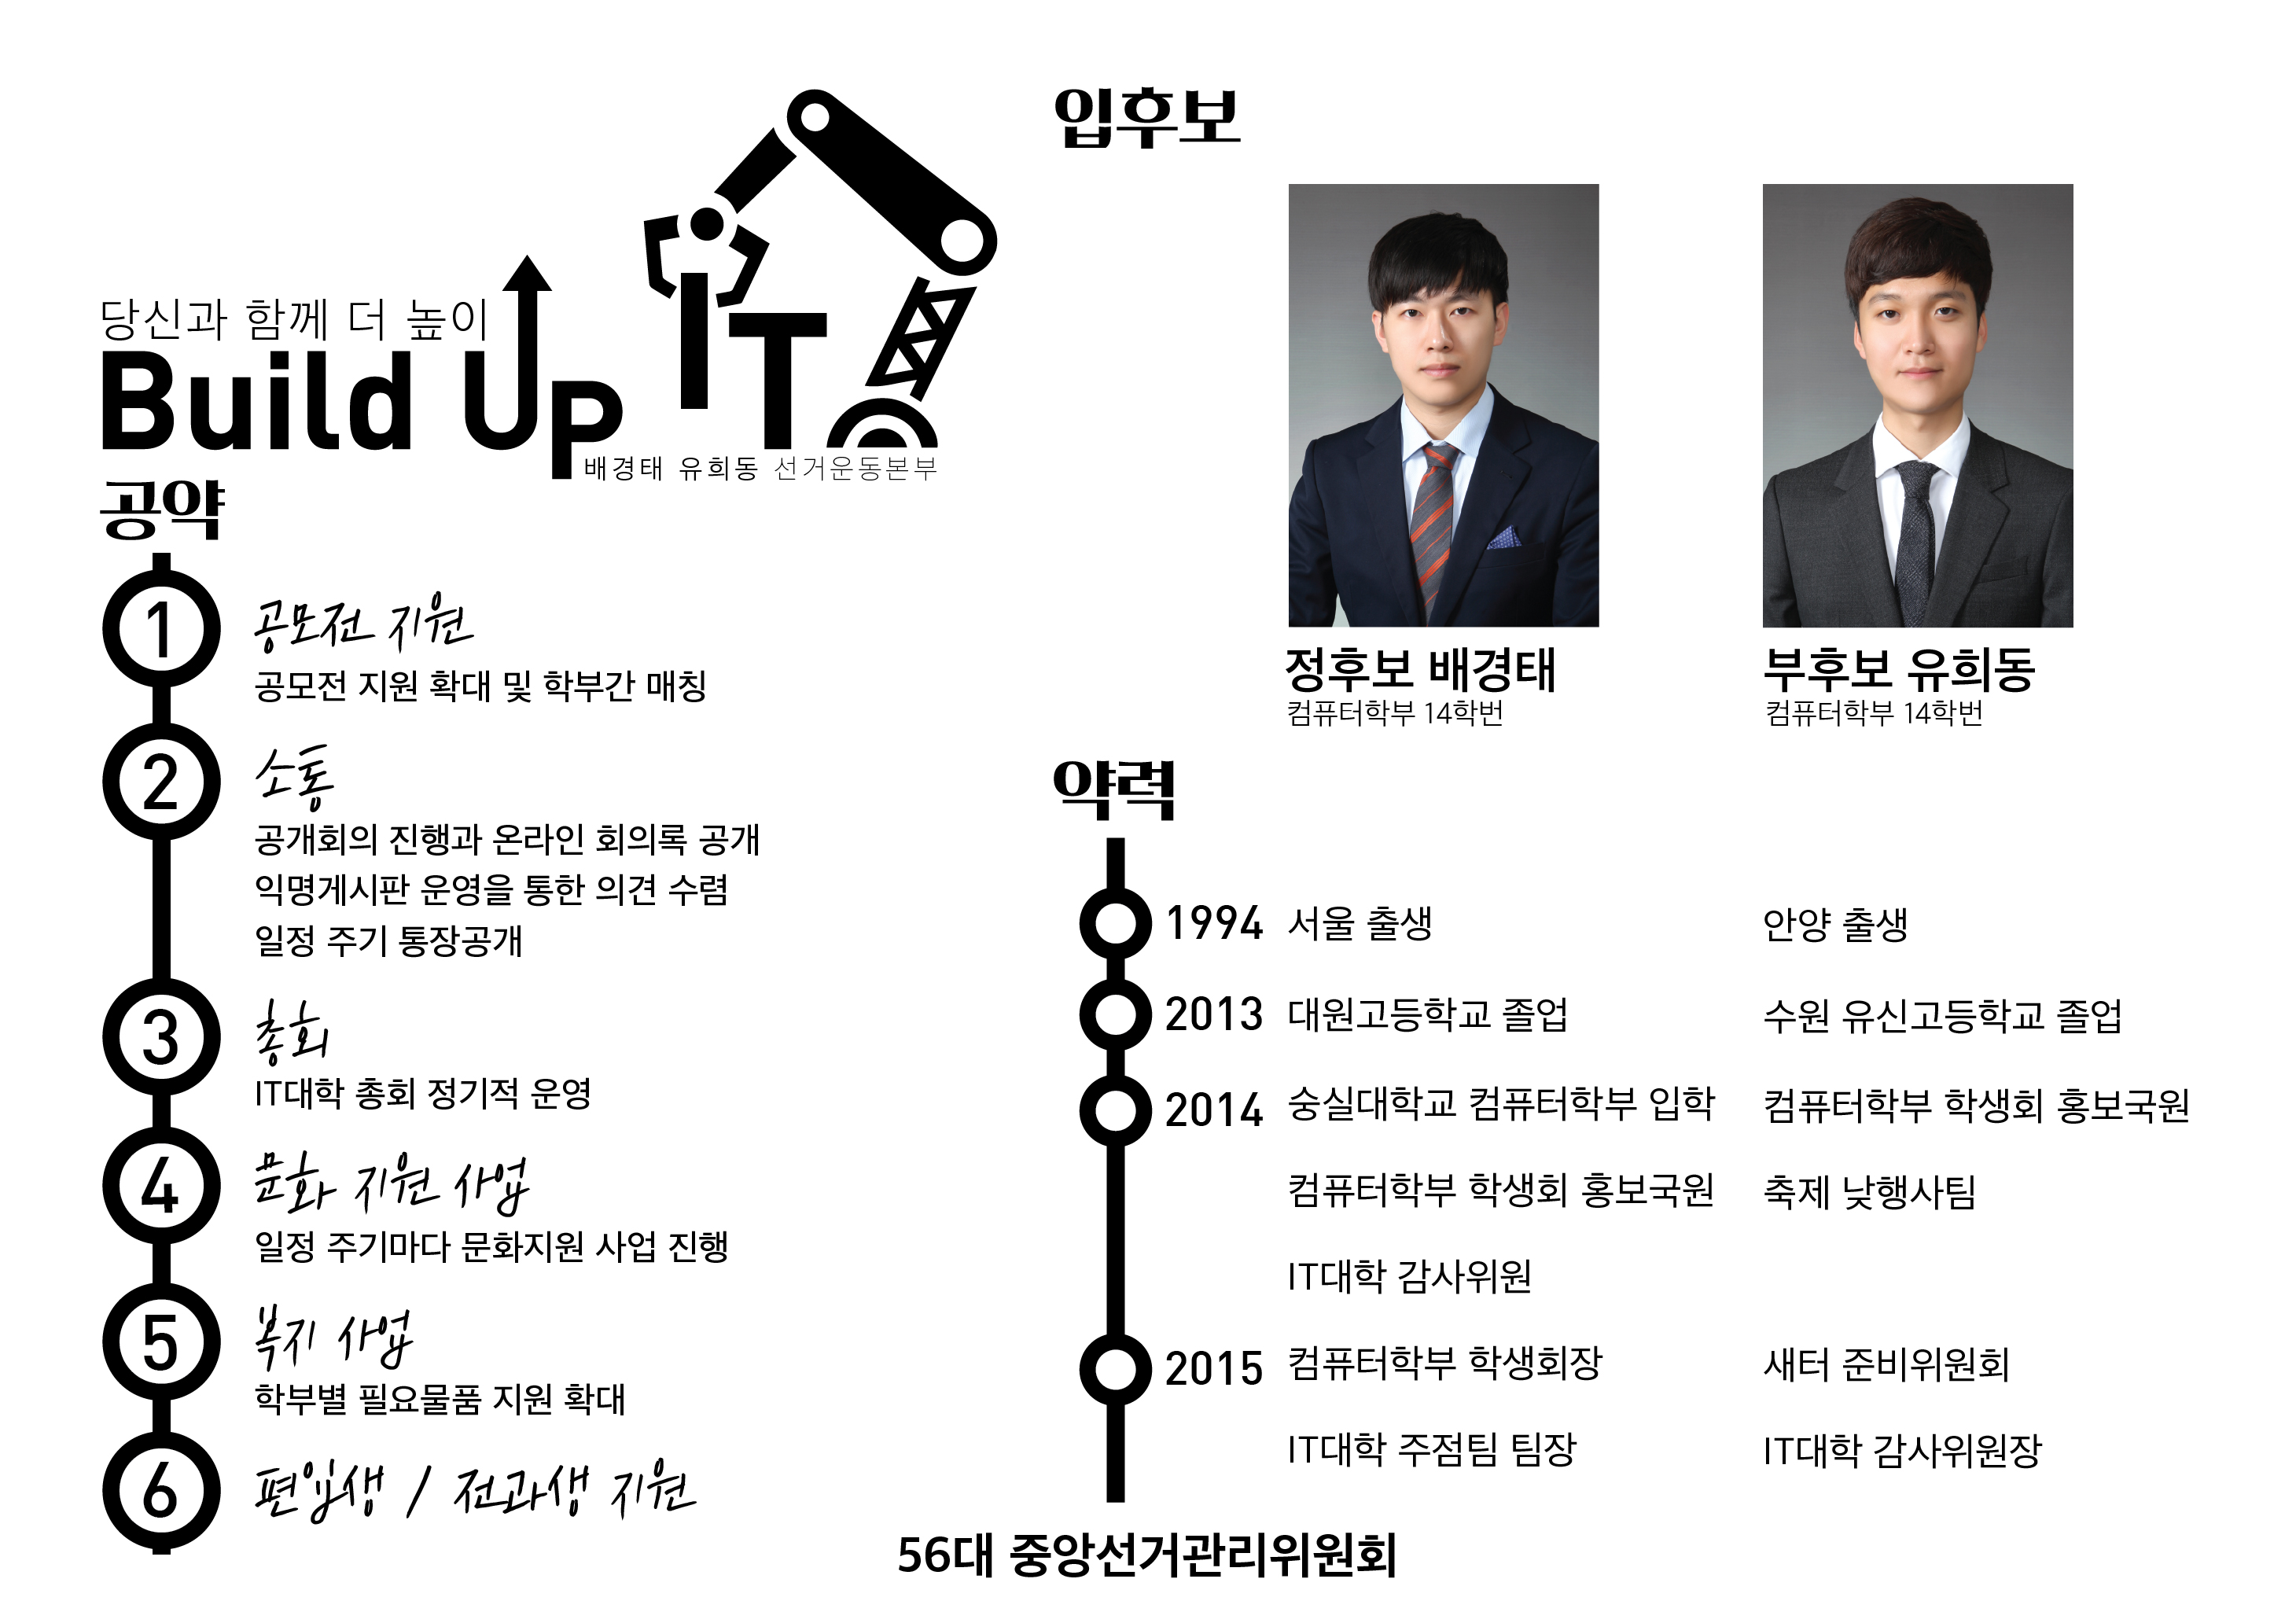 당신과 함께 더 높이
Build UP IT
배경태 유희동 선거운동본부
공약
1
공모전 지원
공모전 지원 확대 및 학부간 매칭
2
소통
공개회의 진행과 온라인 회의록 공개
익명게시판 운영을 통한 의견 수렴
일정 주기 통장공개
3
총회
IT대학 총회 정기적 운영
4
문화 지원 사업
일정 주기마다 문화지원 사업 진행
5
복지 사업
학부별 필요물품 지원 확대
6
편입생 / 전과생 지원
입후보
정후보 배경태
컴퓨터학부 14학번
부후보 유희동
컴퓨터학부 14학번
약력
1994 서울 출생 안양 출생
2013 대원고등학교 졸업 수원 유신고등학교 졸업
2014 숭실대학교 컴퓨터학부 입학 컴퓨터학부 학생회 홍보국원
컴퓨터학부 학생회 홍보국원 축제 낮행사팀
IT대학 감사위원
2015 컴퓨터학부 학생회장 새터 준비위원회
IT대학 주점팀 팀장 IT대학 감사위원장
56대 중앙선거관리위원회